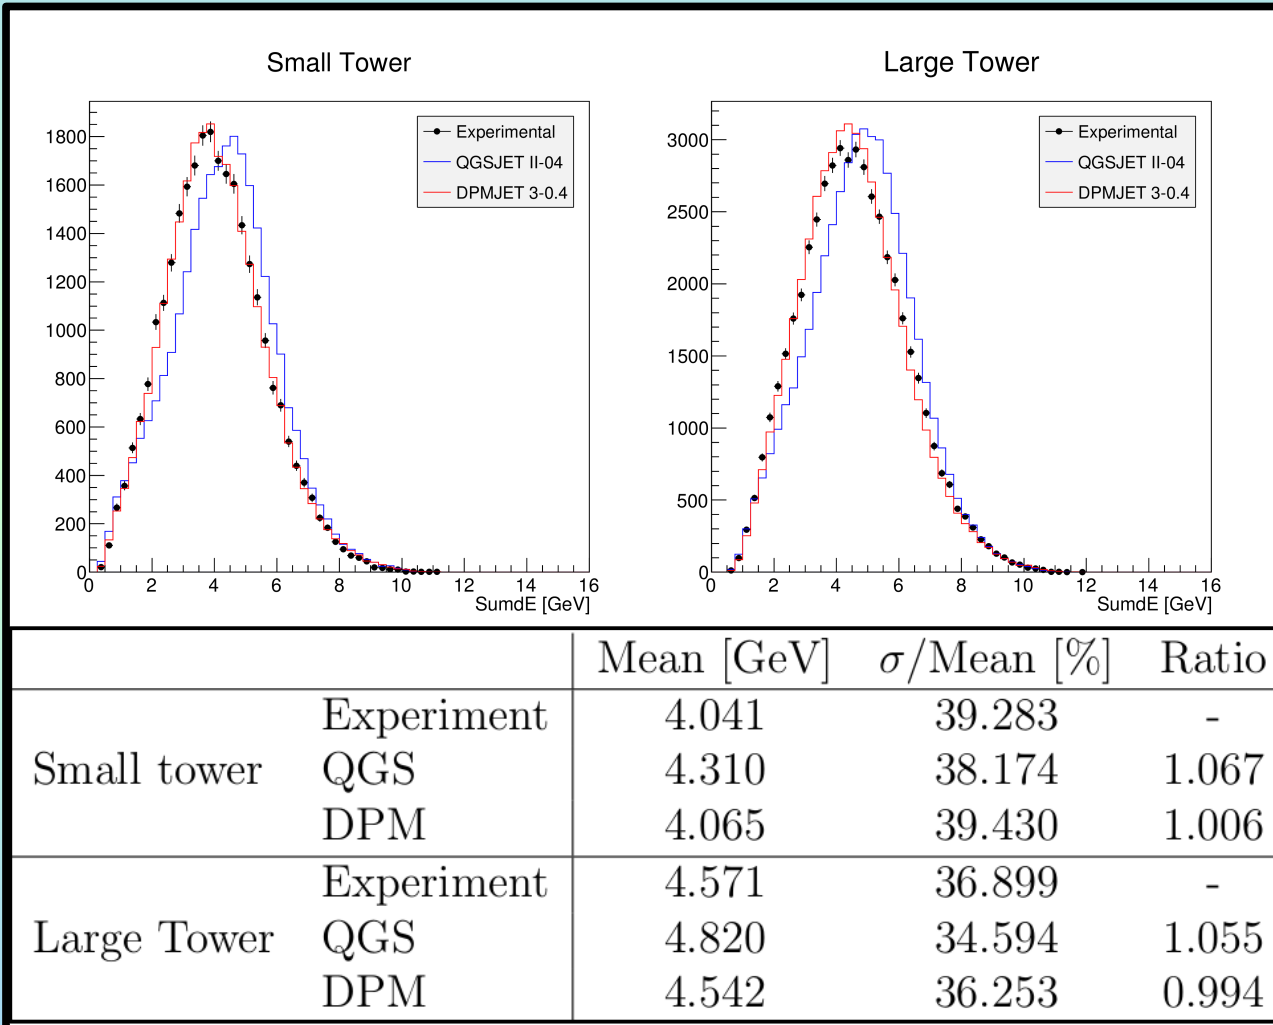 Small Tower
1800
1600
1400
1200
1000
800
600
400
200
0
0 2 4 6 8 10 12 14 16
SumdE [GeV]
Experimental
QGSJET II-04
DPMJET 3-0.4
Large Tower
3000
2500
2000
1500
1000
500
0
0 2 4 6 8 10 12 14 16
SumdE [GeV]
Experimental
QGSJET II-04
DPMJET 3-0.4
Mean [GeV] σ/Mean [%] Ratio
Experiment 4.041 39.283 -
Small tower QGS 4.310 38.174 1.067
DPM 4.065 39.430 1.006
Experiment 4.571 36.899 -
Large Tower QGS 4.820 34.594 1.055
DPM 4.542 36.253 0.994